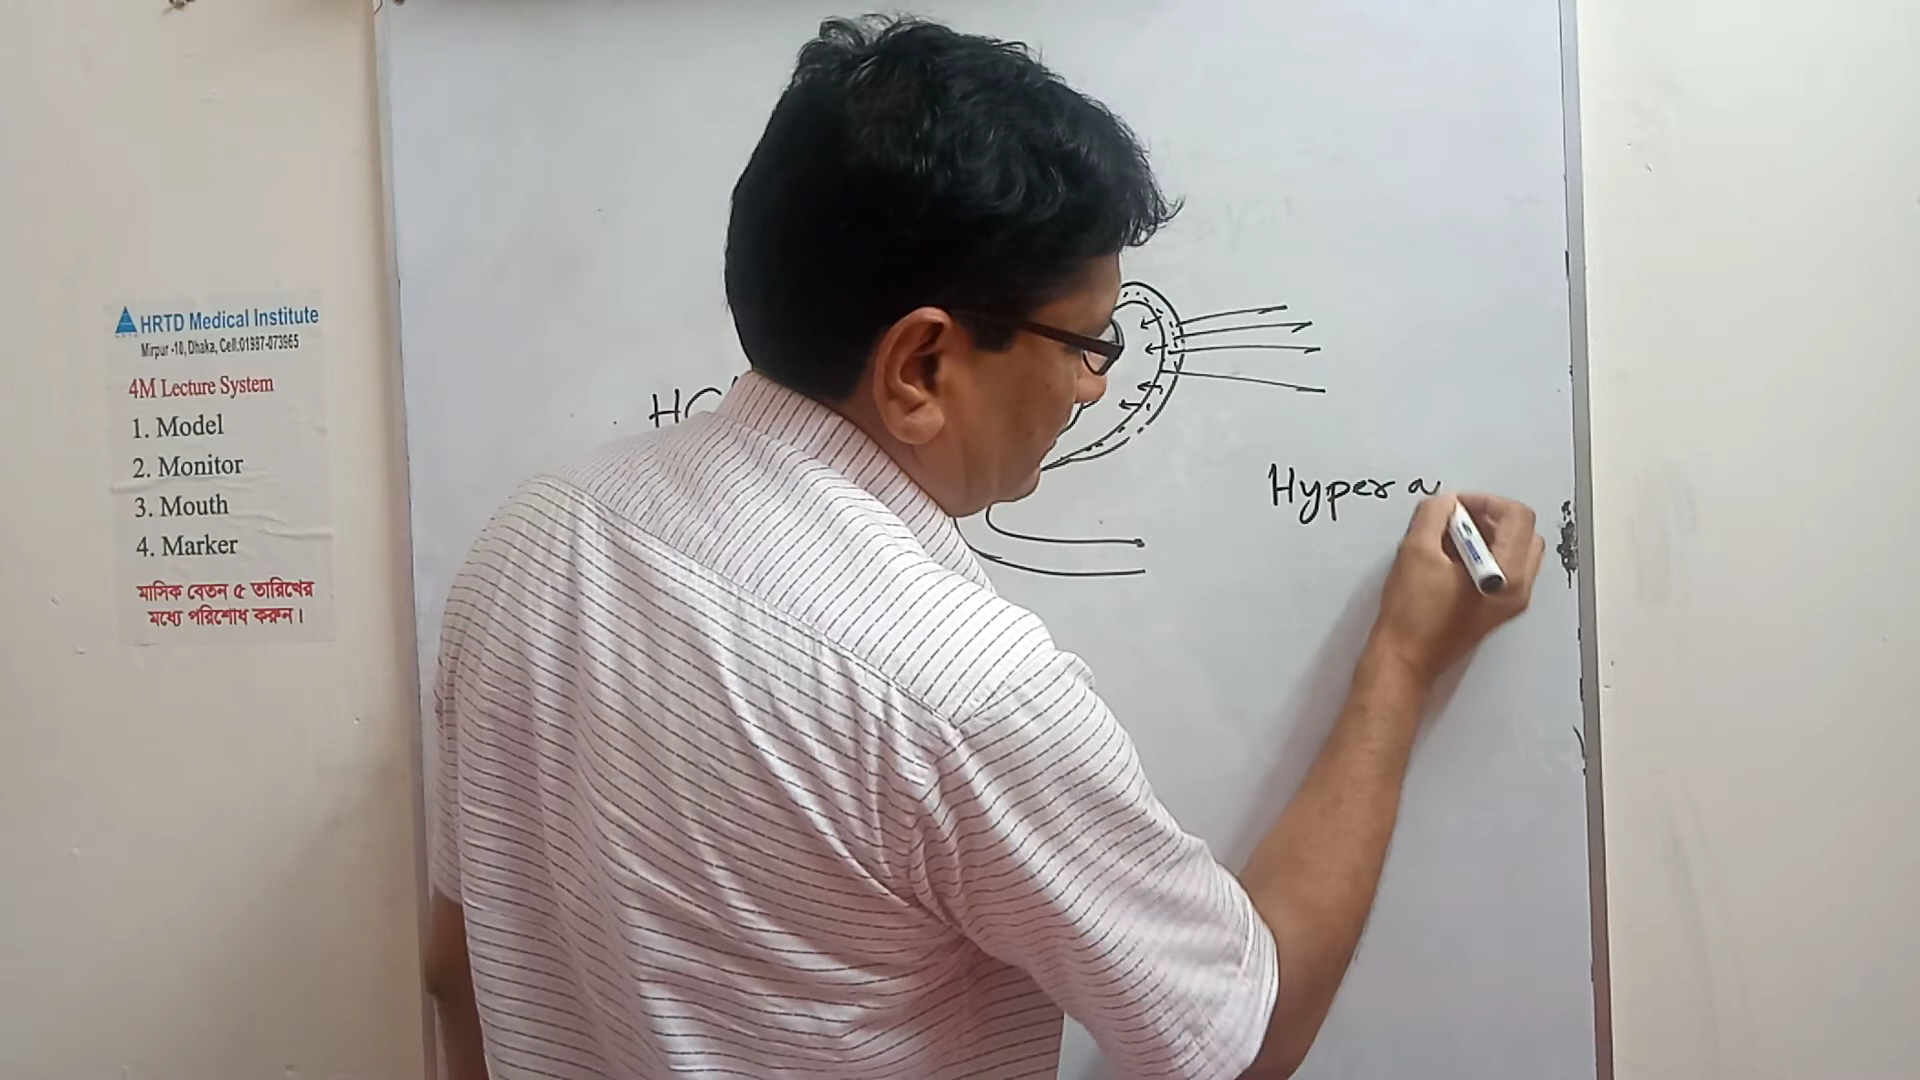 HRTD Medical Institute
Mirpur -10, Dhaka, Cell:01987-073965
4M Lecture System
1. Model
2. Monitor
3. Mouth
4. Marker
মাসিক বেতন ৫ তারিখের
মধ্যে পরিশোধ করুন।
HC
Hyper a